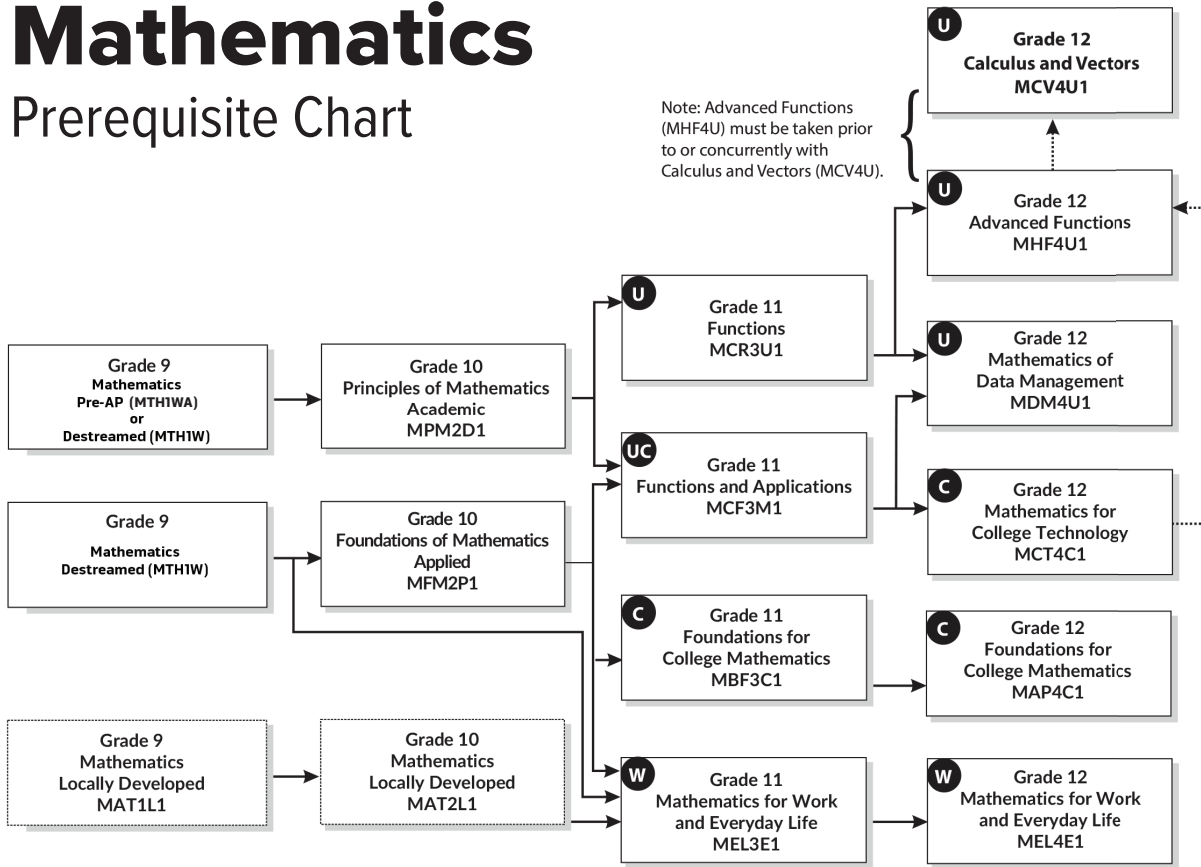 Mathematics
Prerequisite Chart
Note: Advanced Functions
(MHF4U) must be taken prior
to or concurrently with
Calculus and Vectors (MCV4U).
U
Grade 12
Calculus and Vectors
MCV4U1
U
Grade 12
Advanced Functions
MHF4U1
Grade 9
Mathematics
Pre-AP (MTH1WA)
or
Destreamed (MTH1W)
Grade 10
Principles of Mathematics
Academic
MPM2D1
U
Grade 11
Functions
MCR3U1
U
Grade 12
Mathematics of
Data Management
MDM4U1
UC
Grade 11
Functions and Applications
MCF3M1
C
Grade 12
Mathematics for
College Technology
MCT4C1
Grade 9
Mathematics
Destreamed (MTH1W)
Grade 10
Foundations of Mathematics
Applied
MFM2P1
C
Grade 11
Foundations for
College Mathematics
MBF3C1
C
Grade 12
Foundations for
College Mathematics
MAP4C1
Grade 9
Mathematics
Locally Developed
MAT1L1
Grade 10
Mathematics
Locally Developed
MAT2L1
W
Grade 11
Mathematics for Work
and Everyday Life
MEL3E1
W
Grade 12
Mathematics for Work
and Everyday Life
MEL4E1